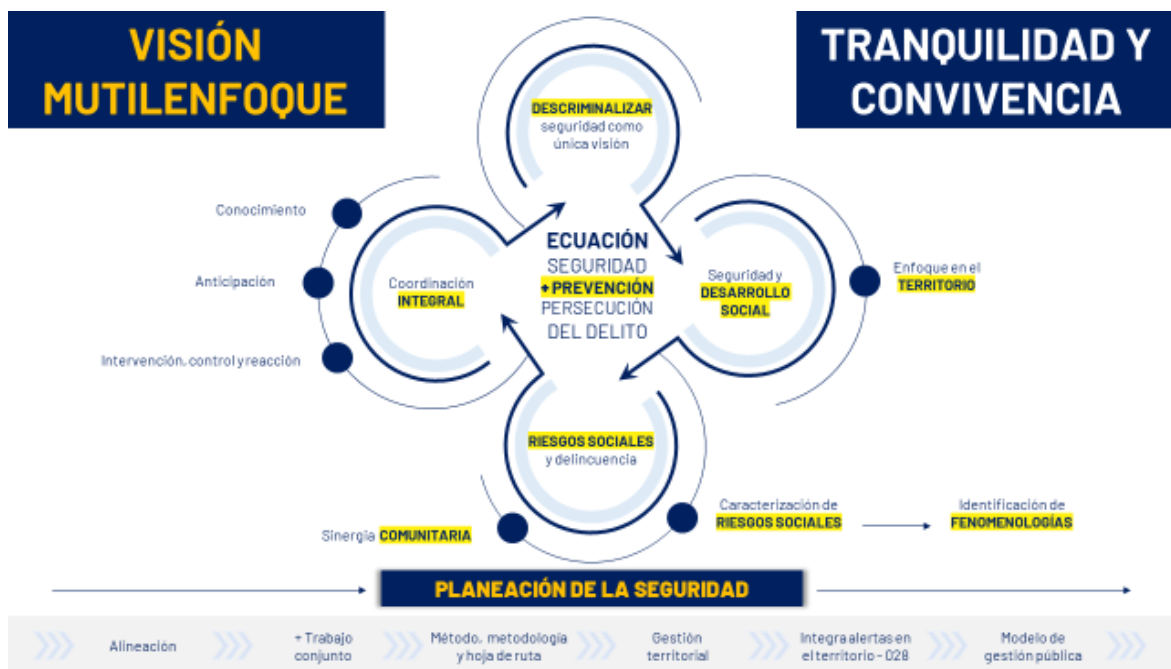 VISIÓN
MUTILENFOQUE
TRANQUILIDAD Y
CONVIVENCIA
DESCRIMINALIZAR
seguridad como
única visión
Conocimiento
Anticipación
Intervención, control y reacción
Coordinación
INTEGRAL
ECUACIÓN
SEGURIDAD
+ PREVENCIÓN
PERSECUCIÓN
DEL DELITO
Seguridad y
DESARROLLO
SOCIAL
Enfoque en el
TERRITORIO
RIESGOS SOCIALES
y delincuencia
Sinergia COMUNITARIA
Caracterización de
RIESGOS SOCIALES
Identificación de
FENOMENOLOGÍAS
PLANEACIÓN DE LA SEGURIDAD
Alineación
+ Trabajo
conjunto
Método, metodología
y hoja de ruta
Gestión
territorial
Integra alertas en
el territorio - 028
Modelo de
gestión pública